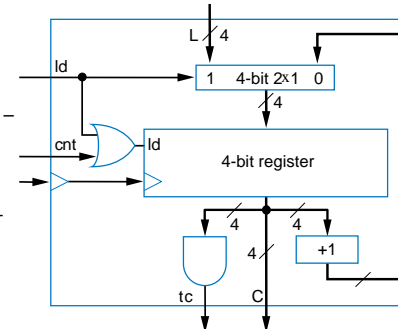 L 4
ld
1 4-bit 2x1 0
4
cnt
ld
4-bit register
4 4
4
+1
tc C